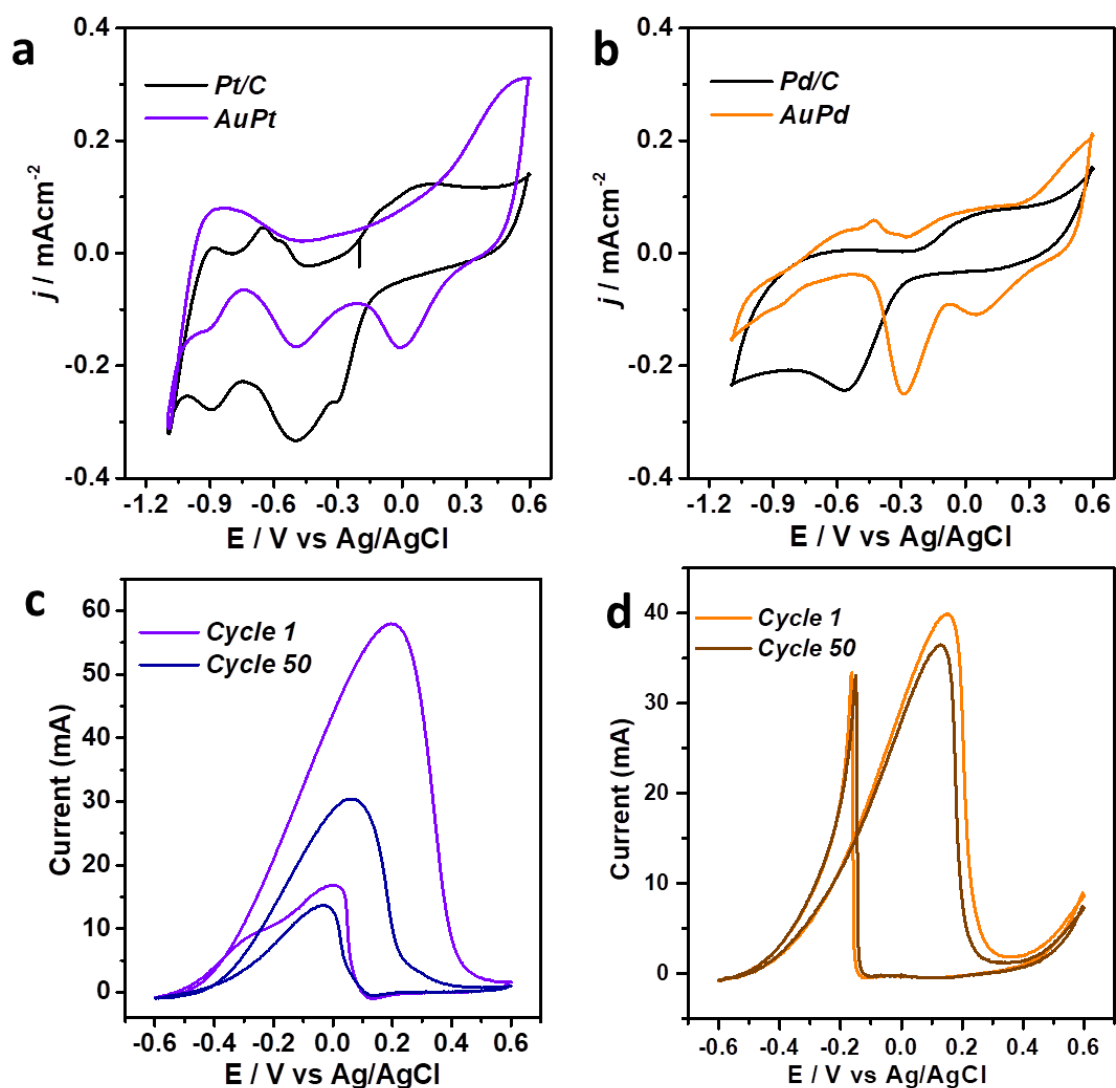 a
0.4
0.2
0.0
-0.2
-0.4
j / mAcm-2
Pt/C
AuPt
-1.2 -0.9 -0.6 -0.3 0.0 0.3 0.6
E / V vs Ag/AgCl
b
0.4
0.2
0.0
-0.2
-0.4
j / mAcm-2
Pd/C
AuPd
-1.2 -0.9 -0.6 -0.3 0.0 0.3 0.6
E / V vs Ag/AgCl
c
60
50
40
30
20
10
0
Current (mA)
Cycle 1
Cycle 50
-0.6 -0.4 -0.2 0.0 0.2 0.4 0.6
E / V vs Ag/AgCl
d
40
30
20
10
0
Current (mA)
Cycle 1
Cycle 50
-0.6 -0.4 -0.2 0.0 0.2 0.4 0.6
E / V vs Ag/AgCl